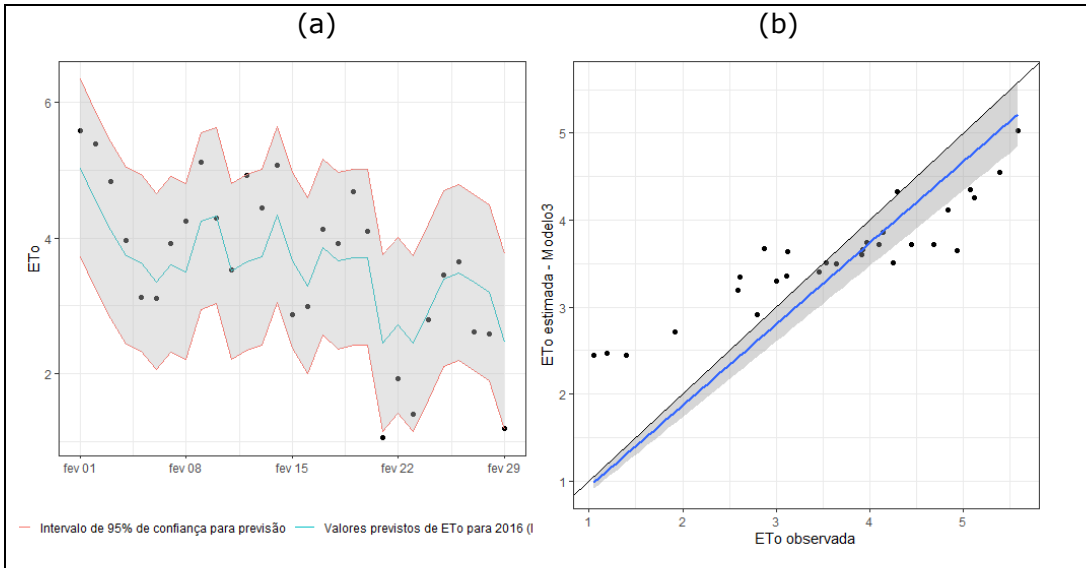 (a)
(b)
ETo
6
4
2
fev 01
fev 08
fev 15
fev 22
fev 29
Intervalo de 95% de confiança para previsão
Valores previstos de ETo para 2016 (
ETo estimada - Modelo3
5
4
3
2
1
1
2
3
4
5
ETo observada